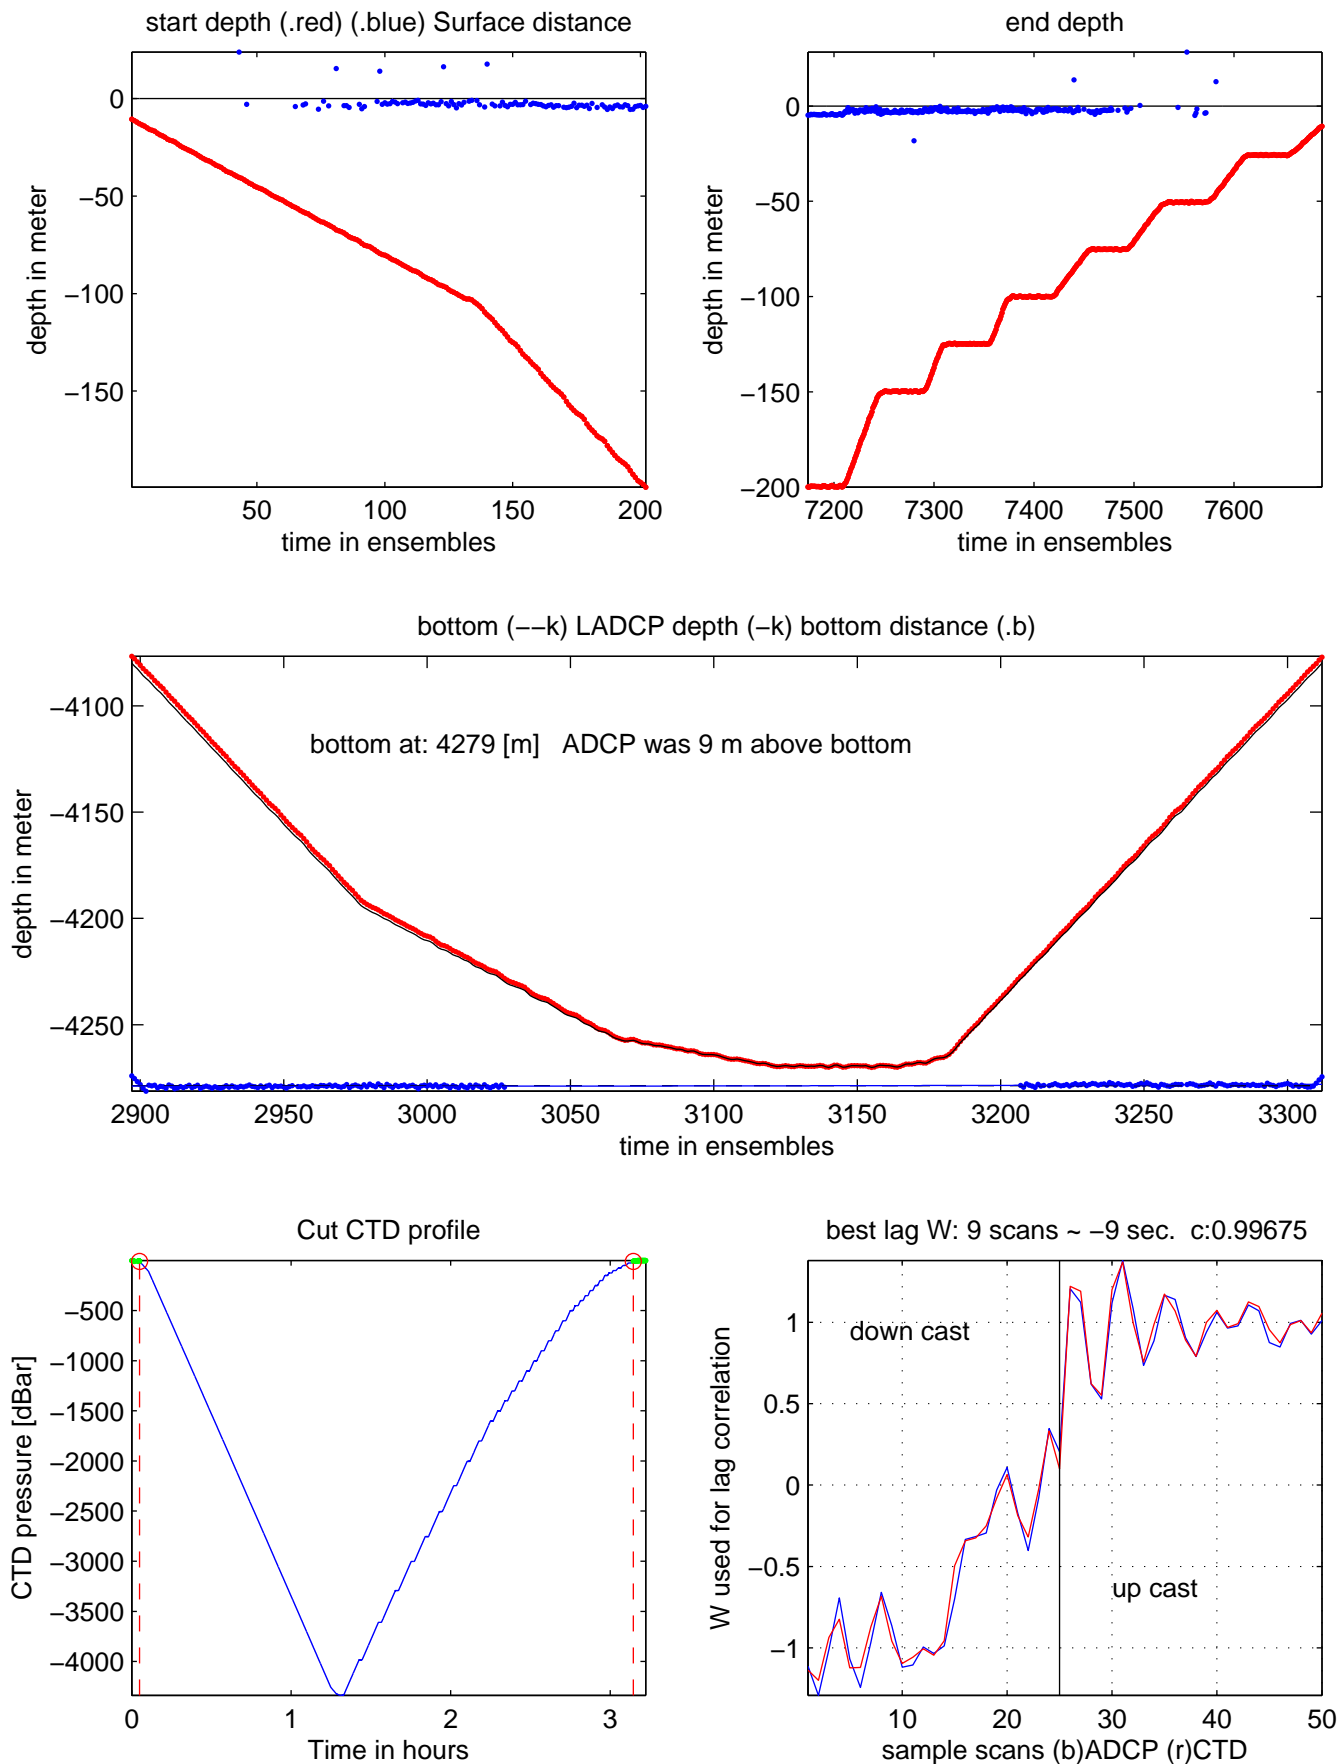 start depth (.red) (.blue) Surface distance
0
−50
−100
−150
depth in meter
50
100
150
200
time in ensembles
end depth
0
−50
−100
−150
−200
depth in meter
7200
7300
7400
7500
7600
time in ensembles
bottom (−−k) LADCP depth (−k) bottom distance (.b)
−4100
−4150
−4200
−4250
depth in meter
bottom at: 4279 [m]   ADCP was 9 m above bottom
2900
2950
3000
3050
3100
3150
3200
3250
3300
time in ensembles
Cut CTD profile
−500
−1000
−1500
−2000
−2500
−3000
−3500
−4000
CTD pressure [dBar]
0
1
2
3
Time in hours
best lag W: 9 scans ~ −9 sec.  c:0.99675
1
0.5
0
−0.5
−1
W used for lag correlation
down cast
up cast
10
20
30
40
50
sample scans (b)ADCP (r)CTD